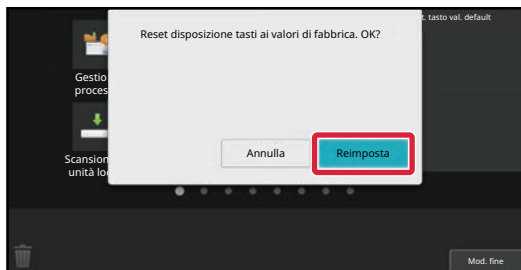 t. tasto val. default
Reset disposizione tasti ai valori di fabbrica. OK?
Gestio
proces
Annulla
Reimposta
Scansion
unità lo
Mod. fine